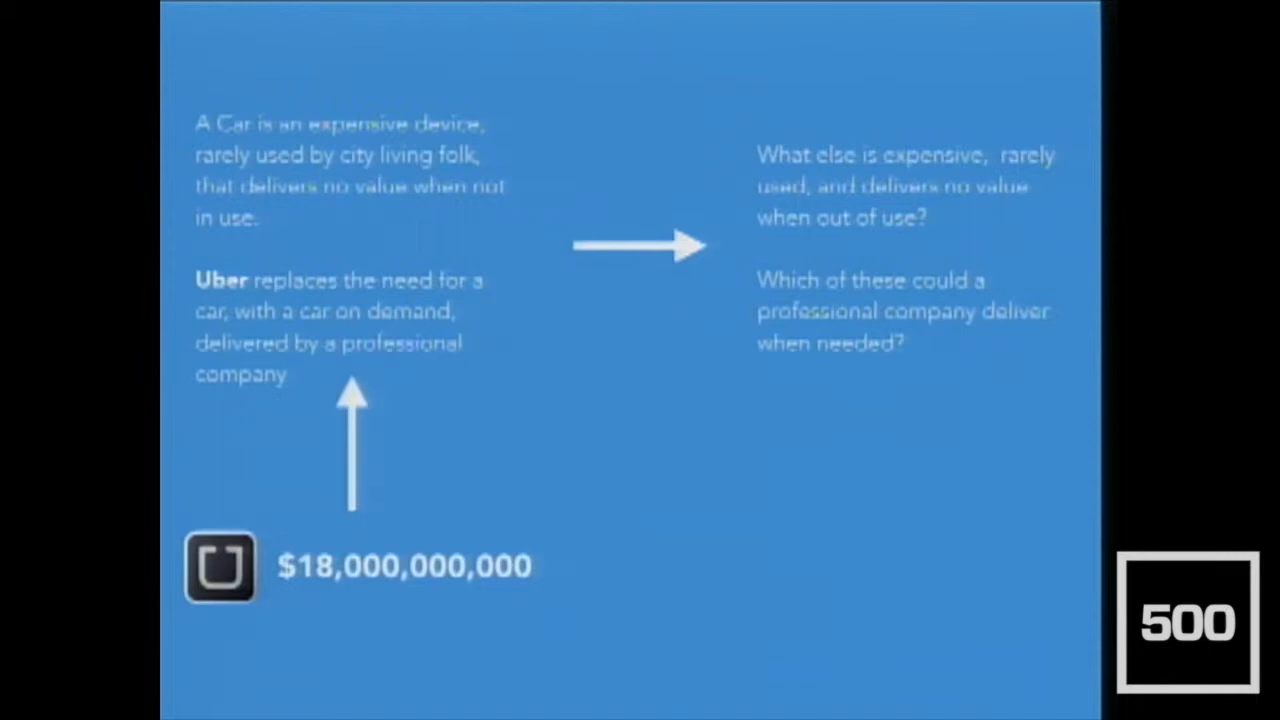 A Car is an expensive device,
rarely used by city living folk,
that delivers no value when not
in use.
Uber replaces the need for a
car, with a car on demand,
delivered by a professional
company
What else is expensive, rarely
used, and delivers no value
when out of use?
Which of these could a
professional company deliver
when needed?
$18,000,000,000
500